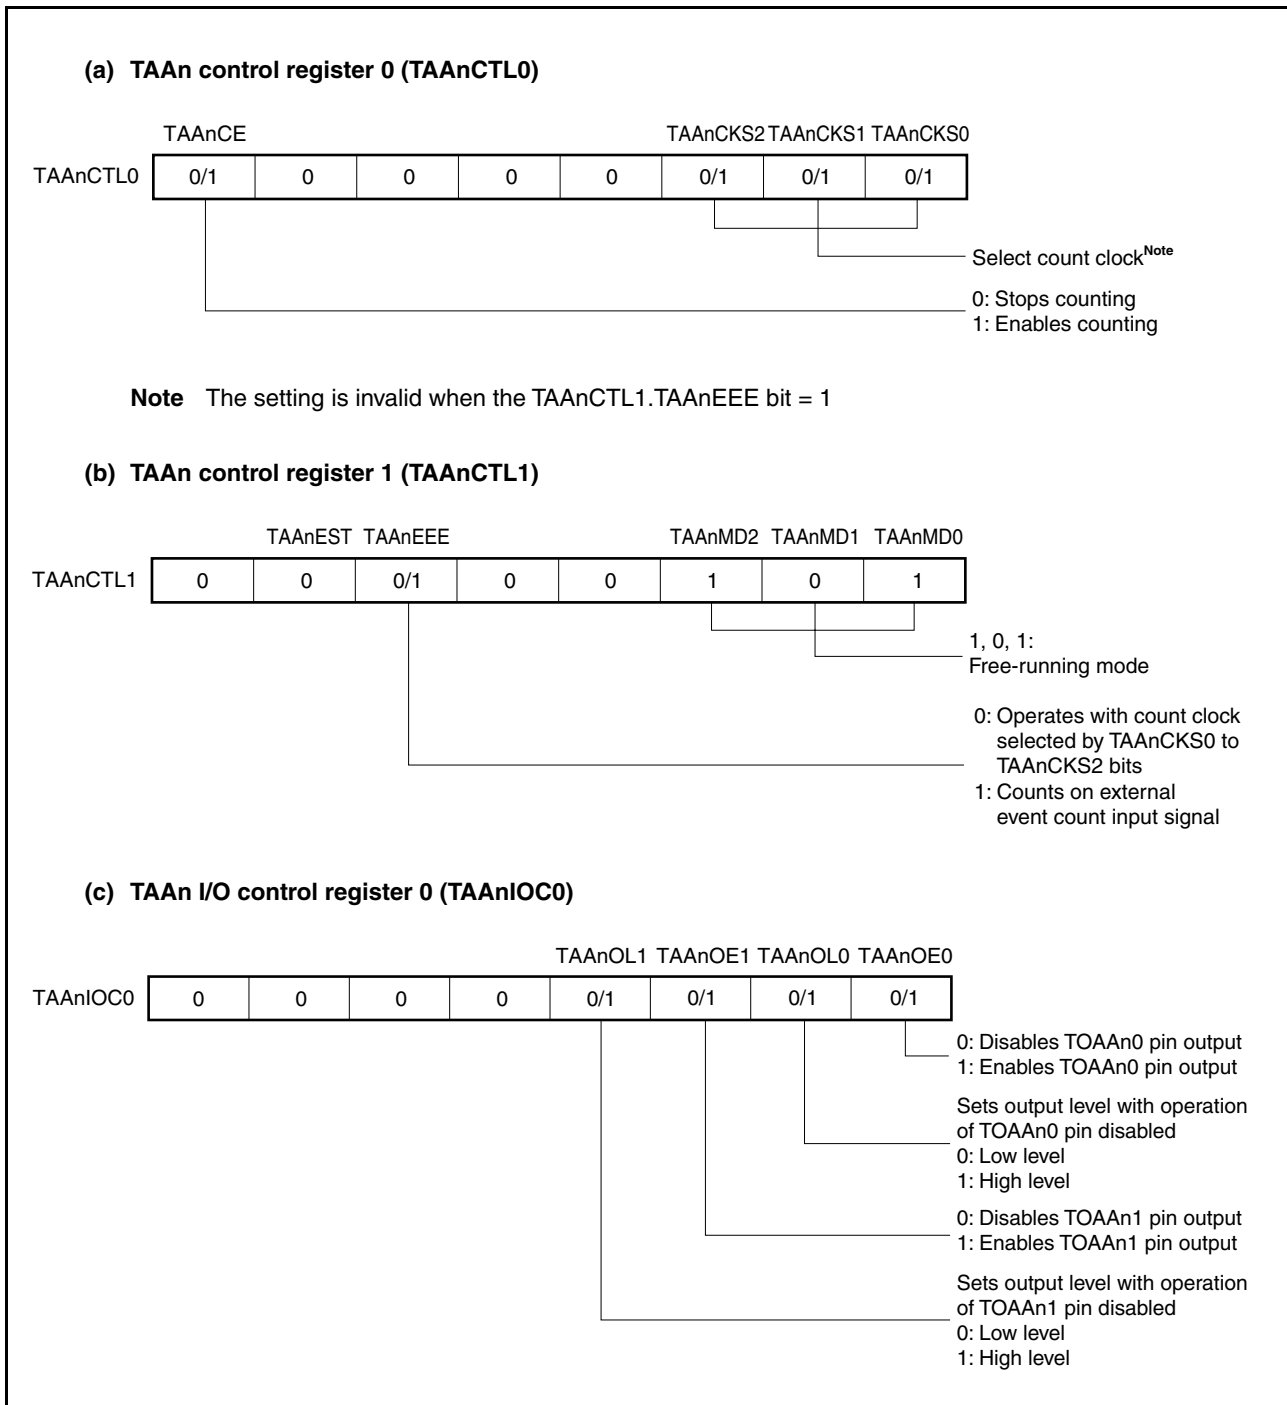 (a) TAAn control register 0 (TAAnCTL0)
TAAnCE TAAnCKS2 TAAnCKS1 TAAnCKS0
TAAnCTL0 0/1 0 0 0 0 0/1 0/1 0/1
Select count clockNote
0: Stops counting
1: Enables counting
Note The setting is invalid when the TAAnCTL1.TAAnEEE bit = 1
(b) TAAn control register 1 (TAAnCTL1)
TAAnEST TAAnEEE TAAnMD2 TAAnMD1 TAAnMD0
TAAnCTL1 0 0 0/1 0 0 1 0 1
1, 0, 1:
Free-running mode
0: Operates with count clock
selected by TAAnCKS0 to
TAAnCKS2 bits
1: Counts on external
event count input signal
(c) TAAn I/O control register 0 (TAAnIOC0)
TAAnOL1 TAAnOE1 TAAnOL0 TAAnOE0
TAAnIOC0 0 0 0 0 0/1 0/1 0/1 0/1
0: Disables TOAAn0 pin output
1: Enables TOAAn0 pin output
Sets output level with operation
of TOAAn0 pin disabled
0: Low level
1: High level
0: Disables TOAAn1 pin output
1: Enables TOAAn1 pin output
Sets output level with operation
of TOAAn1 pin disabled
0: Low level
1: High level